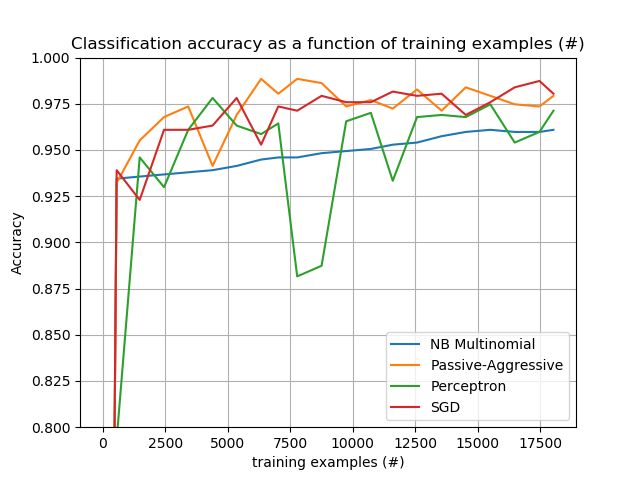 Classification accuracy as a function of training examples (#)
1.000
0.975
0.950
0.925
0.900
0.875
0.850
0.825
0.800
Accuracy
NB Multinomial
Passive-Aggressive
Perceptron
SGD
0 2500 5000 7500 10000 12500 15000 17500
training examples (#)